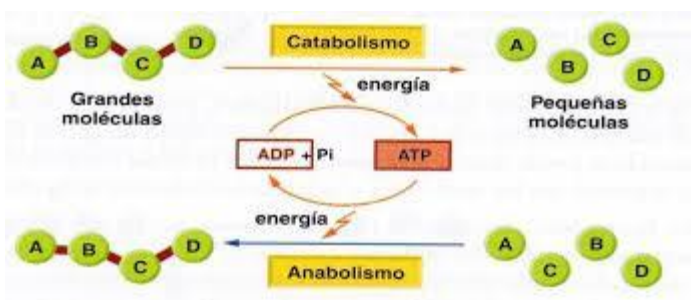 A B C D
Catabolismo
A B C D
energía
Grandes
moléculas
Pequeñas
moléculas
ADP + Pi
ATP
energía
A B C D
Anabolismo
A C B D